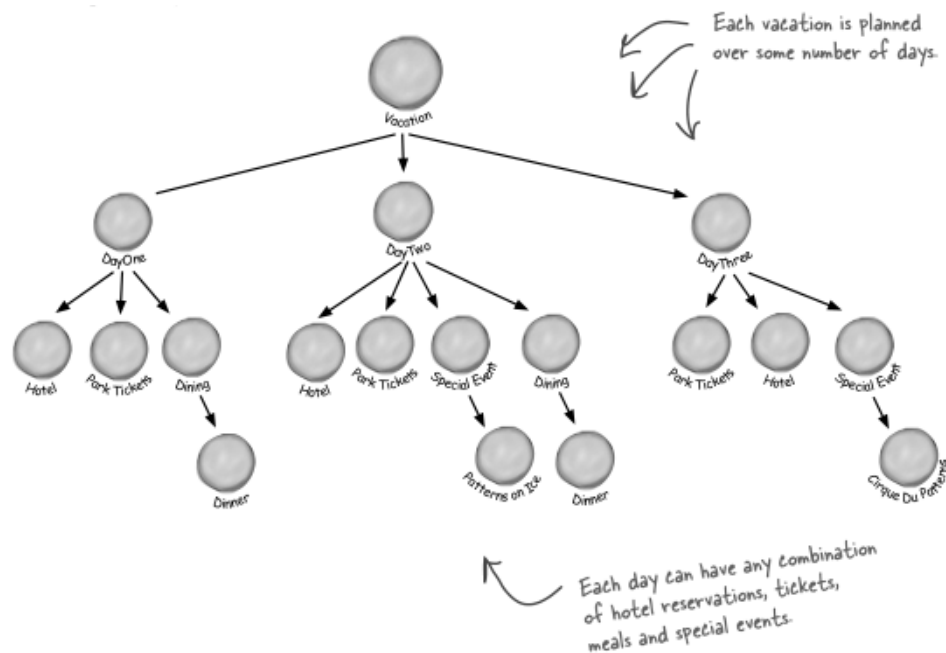 Each vacation is planned
over some number of days.
Vacation
DayOne
DayTwo
DayThree
Hotel
Park Tickets
Dining
Hotel
Park Tickets
Special Event
Dining
Park Tickets
Hotel
Special Event
Dinner
Patterns on Ice
Dinner
Cirque Du Patterns
Each day can have any combination
of hotel reservations, tickets,
meals and special events.